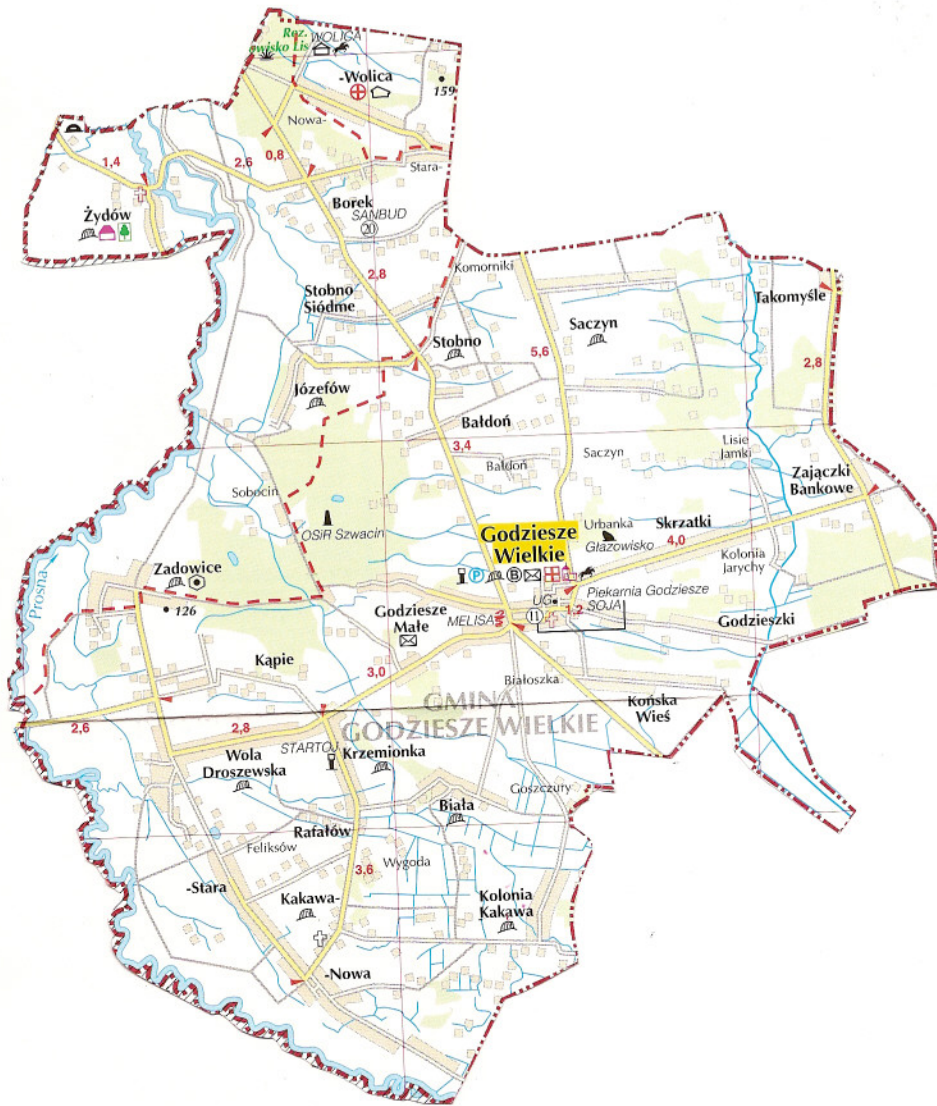 Rez.
owisko Lis
WOLICA
-Wolica
159
Nowa-
0,8
2,6
1,4
Stara-
Żydów
Borek
SANBUD
20
2,8
Komorniki
Stobno
Siódme
Takomyśle
Stobno
5,6
Saczyn
2,8
Józefów
Bałdoń
3,4
Bałdoń
Saczyn
Lisie
Jamki
Zajączki
Bankowe
Sobocin
OSiR Szwacin
Godziesze
Wielkie
Urbanka
Głazowisko
Skrzatki
4,0
Kolonia
Jarychy
Prosna
Zadowice
126
P
B
UG
Piekarnia Godziesze
SOJA
Godziesze
Małe
MELISA
11
1,2
Godzieszki
Kąpie
3,0
Białoszka
Końska
Wieś
GMINA
GODZIESZE WIELKIE
2,6
2,8
STARTOJ
Krzemionka
Wola
Droszewska
Goszczury
Biała
Rafałów
Feliksów
3,6
Wygoda
-Stara
Kakawa-
Kolonia
Kakawa
-Nowa